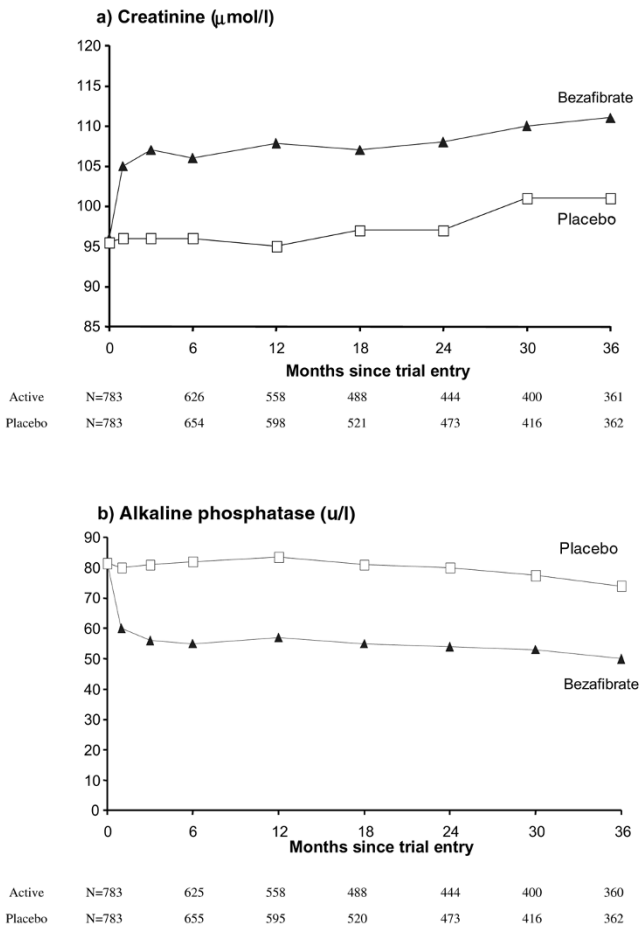 a) Creatinine (μmol/l)
120
115
110
105
100
95
90
85
Bezafibrate
Placebo
0 6 12 18 24 30 36
Months since trial entry
Active N=783 626 558 488 444 400 361
Placebo N=783 654 598 521 473 416 362
b) Alkaline phosphatase (u/l)
90
80
70
60
50
40
30
20
10
0
Placebo
Bezafibrate
0 6 12 18 24 30 36
Months since trial entry
Active N=783 625 558 488 444 400 360
Placebo N=783 655 595 520 473 416 362